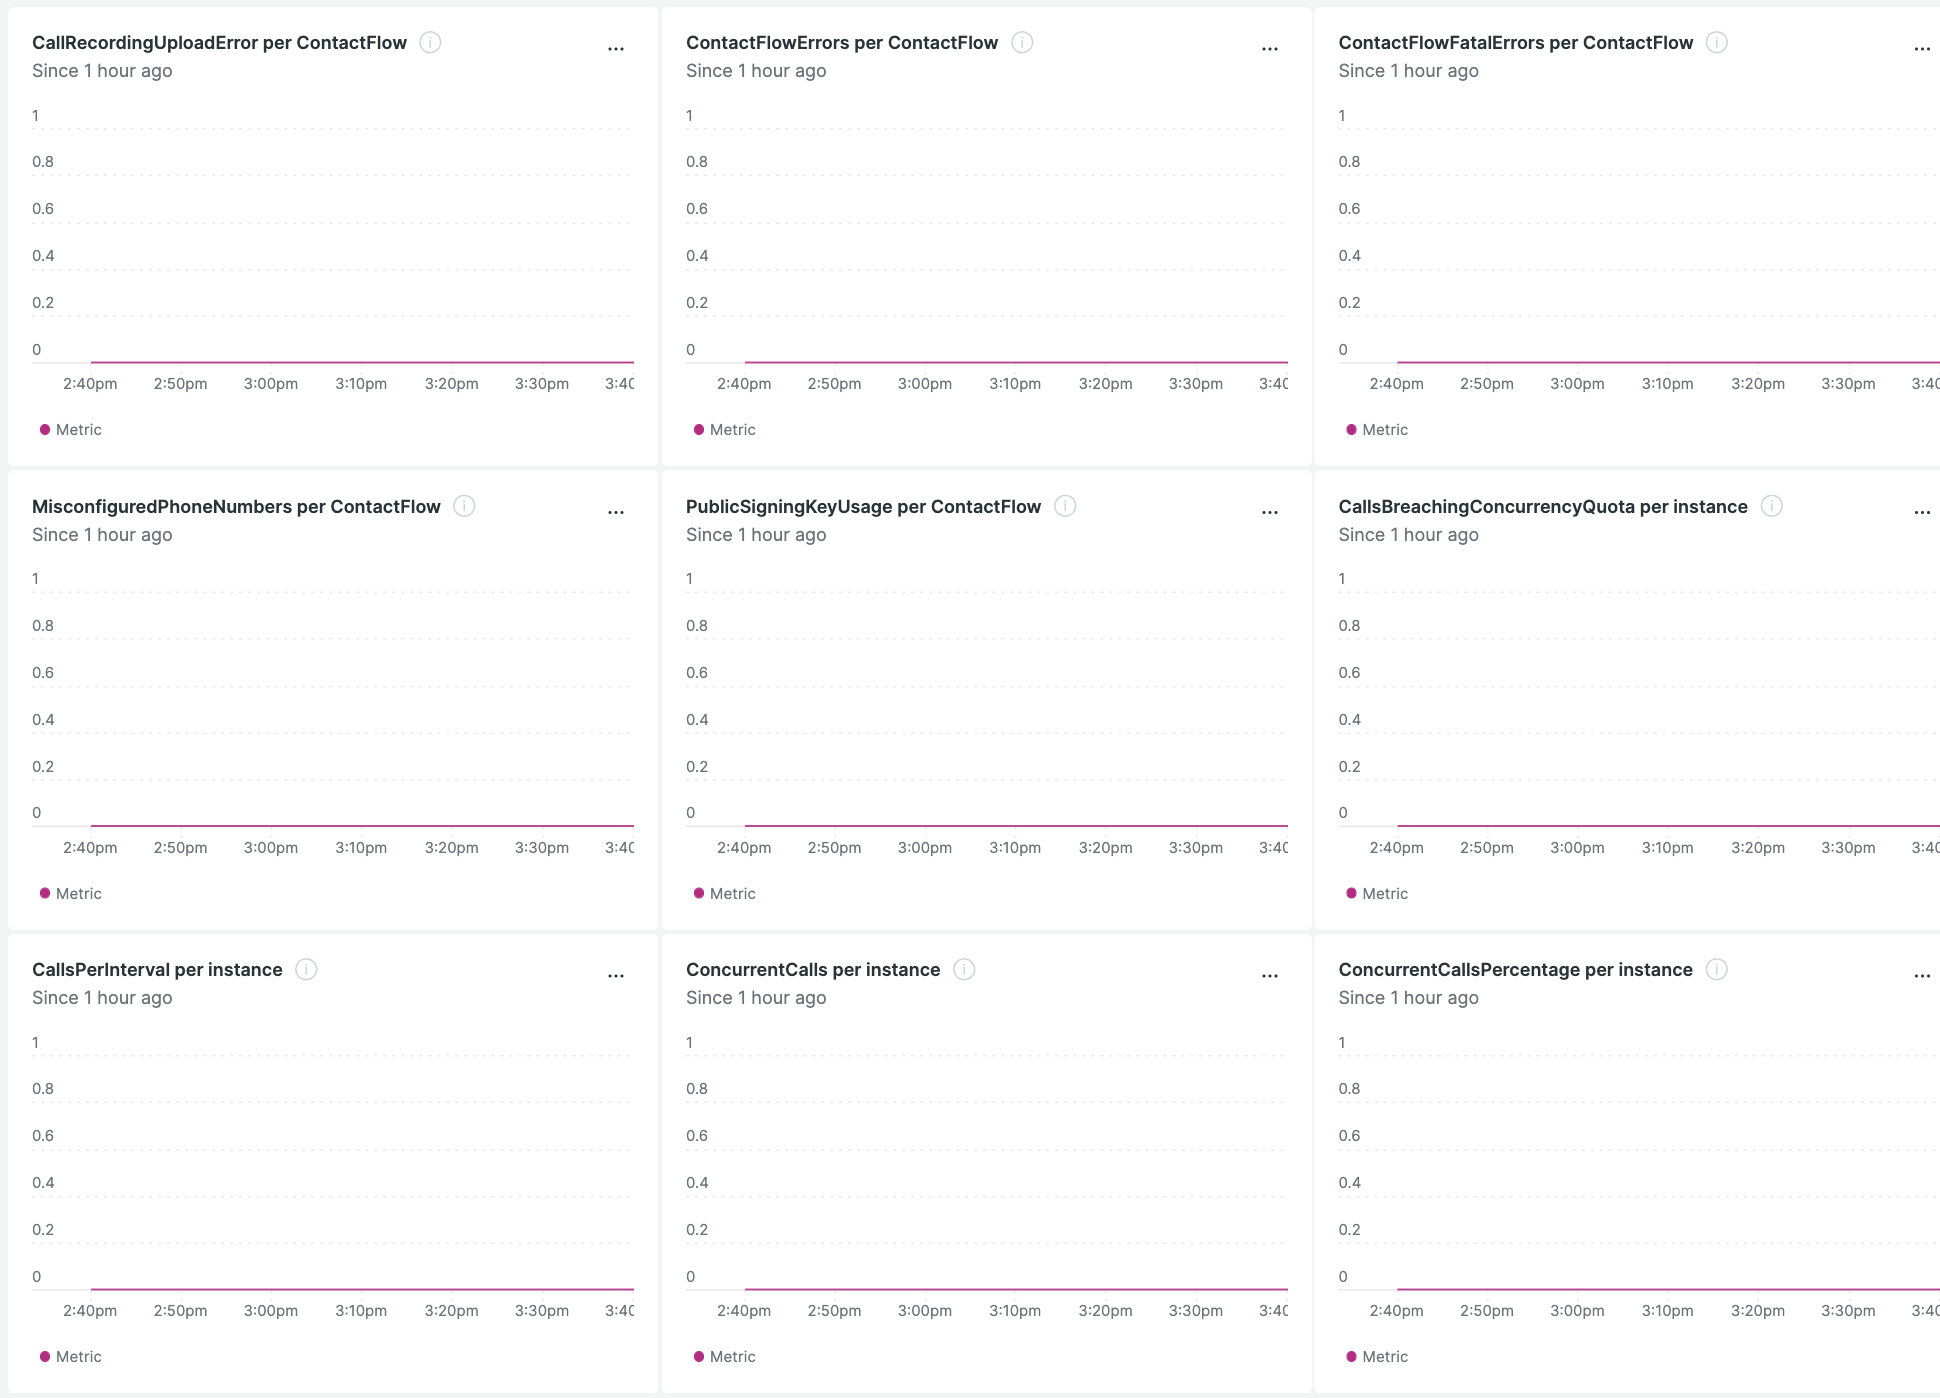 CallRecordingUploadError per ContactFlow
Since 1 hour ago
1
0.8
0.6
0.4
0.2
0
2:40pm 2:50pm 3:00pm 3:10pm 3:20pm 3:30pm 3:40
Metric
ContactFlowErrors per ContactFlow
Since 1 hour ago
1
0.8
0.6
0.4
0.2
0
2:40pm 2:50pm 3:00pm 3:10pm 3:20pm 3:30pm 3:40
Metric
ContactFlowFatalErrors per ContactFlow
Since 1 hour ago
1
0.8
0.6
0.4
0.2
0
2:40pm 2:50pm 3:00pm 3:10pm 3:20pm 3:30pm 3:40
Metric
MisconfiguredPhoneNumbers per ContactFlow
Since 1 hour ago
1
0.8
0.6
0.4
0.2
0
2:40pm 2:50pm 3:00pm 3:10pm 3:20pm 3:30pm 3:40
Metric
PublicSigningKeyUsage per ContactFlow
Since 1 hour ago
1
0.8
0.6
0.4
0.2
0
2:40pm 2:50pm 3:00pm 3:10pm 3:20pm 3:30pm 3:40
Metric
CallsBreachingConcurrencyQuota per instance
Since 1 hour ago
1
0.8
0.6
0.4
0.2
0
2:40pm 2:50pm 3:00pm 3:10pm 3:20pm 3:30pm 3:40
Metric
CallsPerInterval per instance
Since 1 hour ago
1
0.8
0.6
0.4
0.2
0
2:40pm 2:50pm 3:00pm 3:10pm 3:20pm 3:30pm 3:40
Metric
ConcurrentCalls per instance
Since 1 hour ago
1
0.8
0.6
0.4
0.2
0
2:40pm 2:50pm 3:00pm 3:10pm 3:20pm 3:30pm 3:40
Metric
ConcurrentCallsPercentage per instance
Since 1 hour ago
1
0.8
0.6
0.4
0.2
0
2:40pm 2:50pm 3:00pm 3:10pm 3:20pm 3:30pm 3:40
Metric